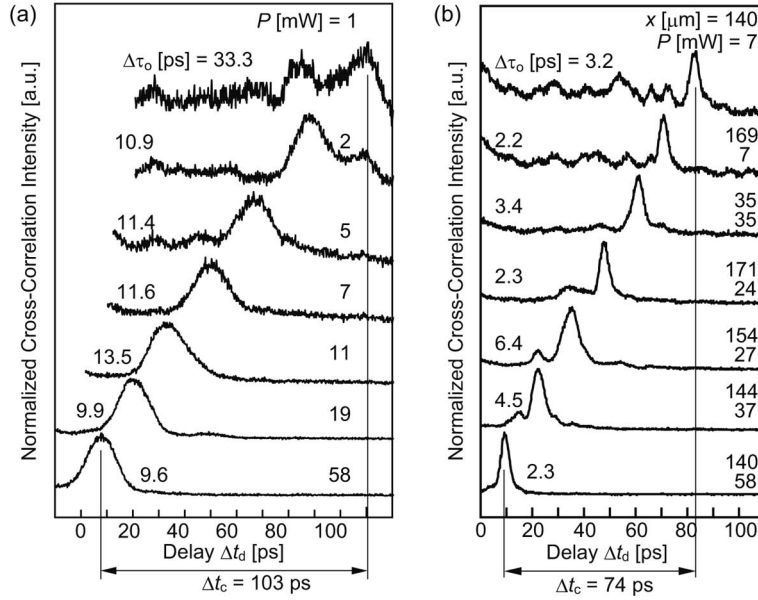 (a)
P [mW] = 1
Δτo [ps] = 33.3
10.9
2
11.4
5
11.6
7
13.5
11
9.9
19
9.6
58
Normalized Cross-Correlation Intensity [a.u.]
0 20 40 60 80 100
Delay Δtd [ps]
Δtc = 103 ps
(b)
x [μm] = 140
P [mW] = 7
Δτo [ps] = 3.2
2.2
169
7
3.4
35
35
2.3
171
24
6.4
154
27
4.5
144
37
2.3
140
58
Normalized Cross-Correlation Intensity [a.u.]
0 20 40 60 80 100
Delay Δtd [ps]
Δtc = 74 ps